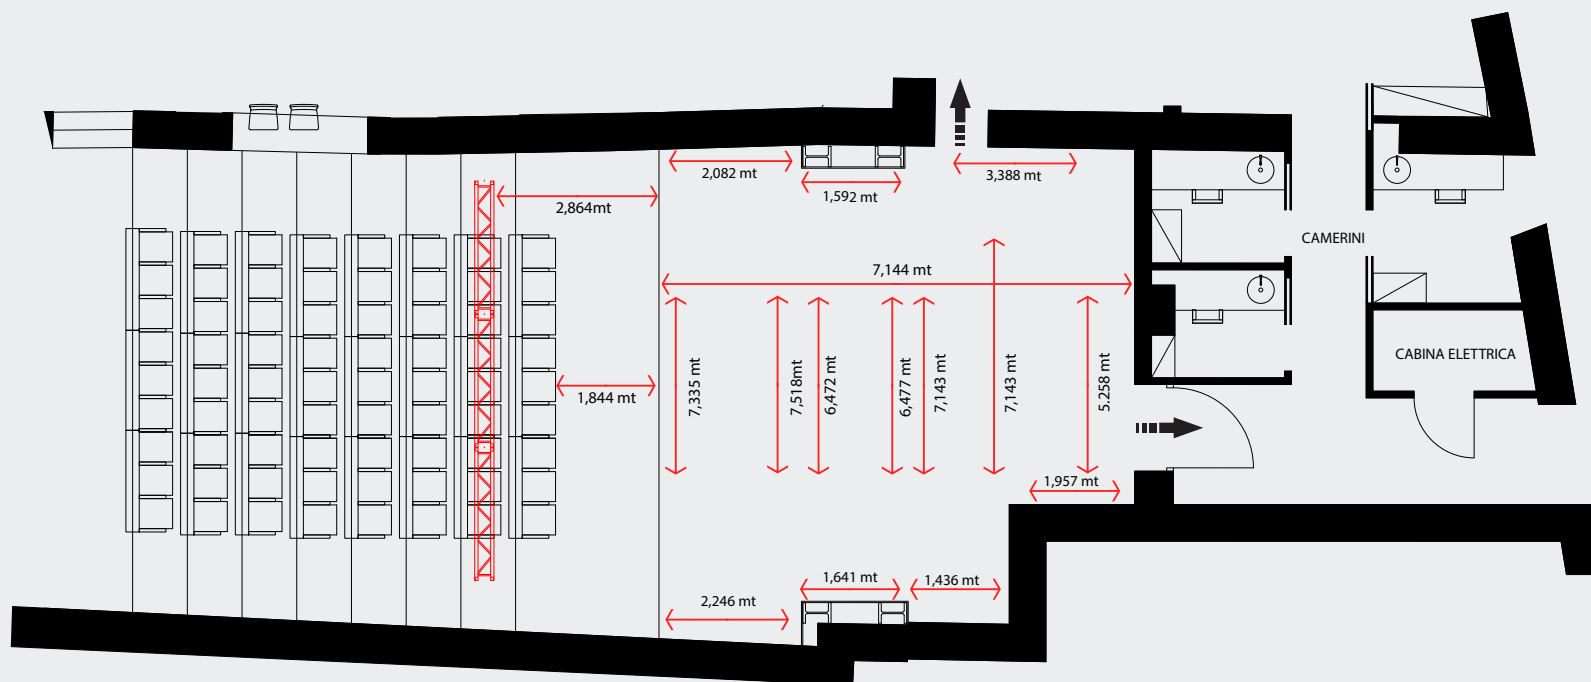 2,082 mt
3,388 mt
1,592 mt
2,864mt
CAMERINI
7,144 mt
CABINA ELETTRICA
1,844 mt
7,335 mt
7,518mt
6,472 mt
6,477 mt
7,143 mt
7,143 mt
5.258 mt
1,957 mt
1,641 mt
1,436 mt
2,246 mt